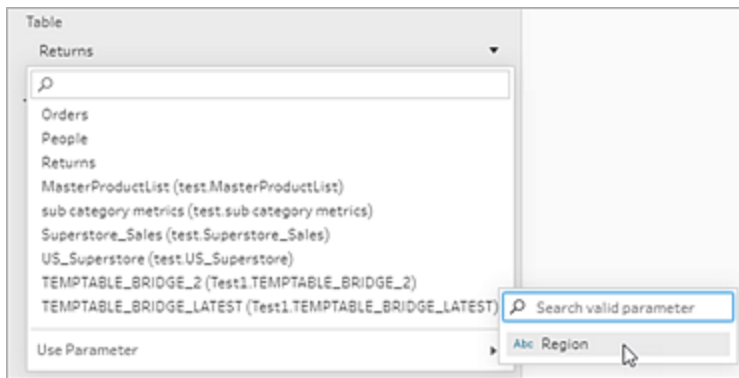 Table
Returns
Orders
People
Returns
MasterProductList (test.MasterProductList)
sub category metrics (test.sub category metrics)
Superstore_Sales (test.Superstore_Sales)
US_Superstore (test.US_Superstore)
TEMPTABLE_BRIDGE_2 (Test1.TEMPTABLE_BRIDGE_2)
TEMPTABLE_BRIDGE_LATEST (Test1.TEMPTABLE_BRIDGE_LATEST)
Search valid parameter
Use Parameter
Abc Region